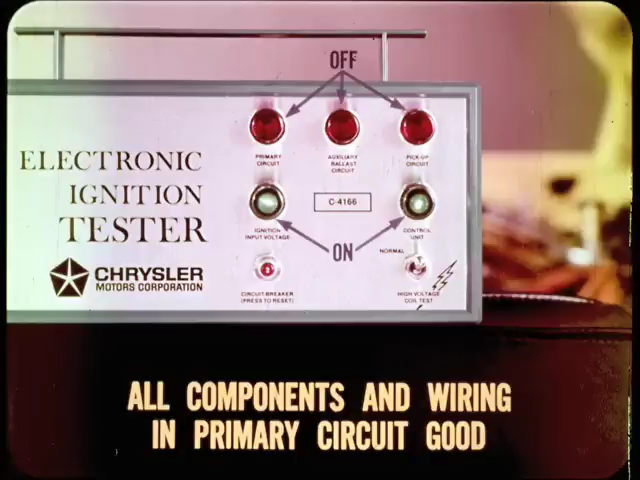 OFF
ELECTRONIC
IGNITION
TESTER
CHRYSLER
MOTORS CORPORATION
PRIMARY
CIRCUIT
AUXILIARY
BALLAST
CIRCUIT
PICK-UP
CIRCUIT
C-4166
IGNITION
INPUT VOLTAGE
ON
CONTROL
UNIT
NORMAL
CIRCUIT BREAKER
(PRESS TO RESET)
HIGH VOLTAGE
COIL TEST
ALL COMPONENTS AND WIRING
IN PRIMARY CIRCUIT GOOD